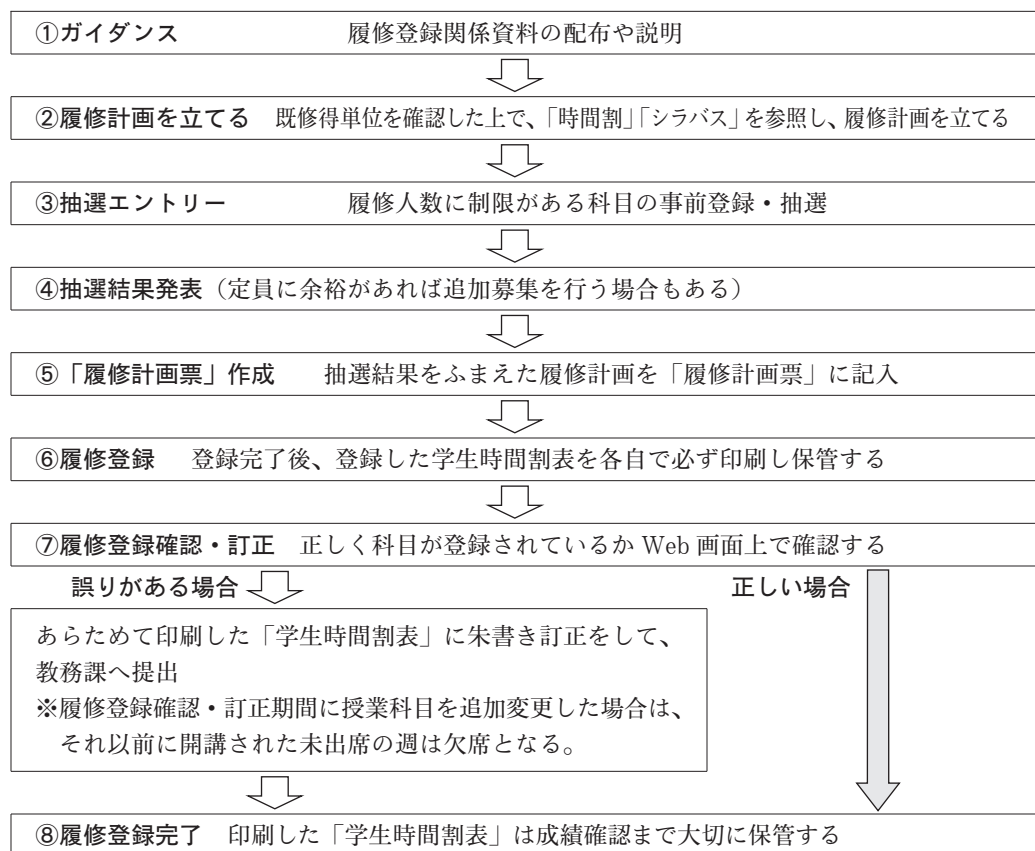 ①ガイダンス 履修登録関係資料の配布や説明
②履修計画を立てる 既修得単位を確認した上で、「時間割」「シラバス」を参照し、履修計画を立てる
③抽選エントリー 履修人数に制限がある科目の事前登録・抽選
④抽選結果発表（定員に余裕があれば追加募集を行う場合もある）
⑤「履修計画票」作成 抽選結果をふまえた履修計画を「履修計画票」に記入
⑥履修登録 登録完了後、登録した学生時間割表を各自で必ず印刷し保管する
⑦履修登録確認・訂正 正しく科目が登録されているか Web 画面上で確認する
誤りがある場合 正しい場合
あらためて印刷した「学生時間割表」に朱書き訂正をして、
教務課へ提出
※履修登録確認・訂正期間に授業科目を追加変更した場合は、
それ以前に開講された未出席の週は欠席となる。
⑧履修登録完了 印刷した「学生時間割表」は成績確認まで大切に保管する